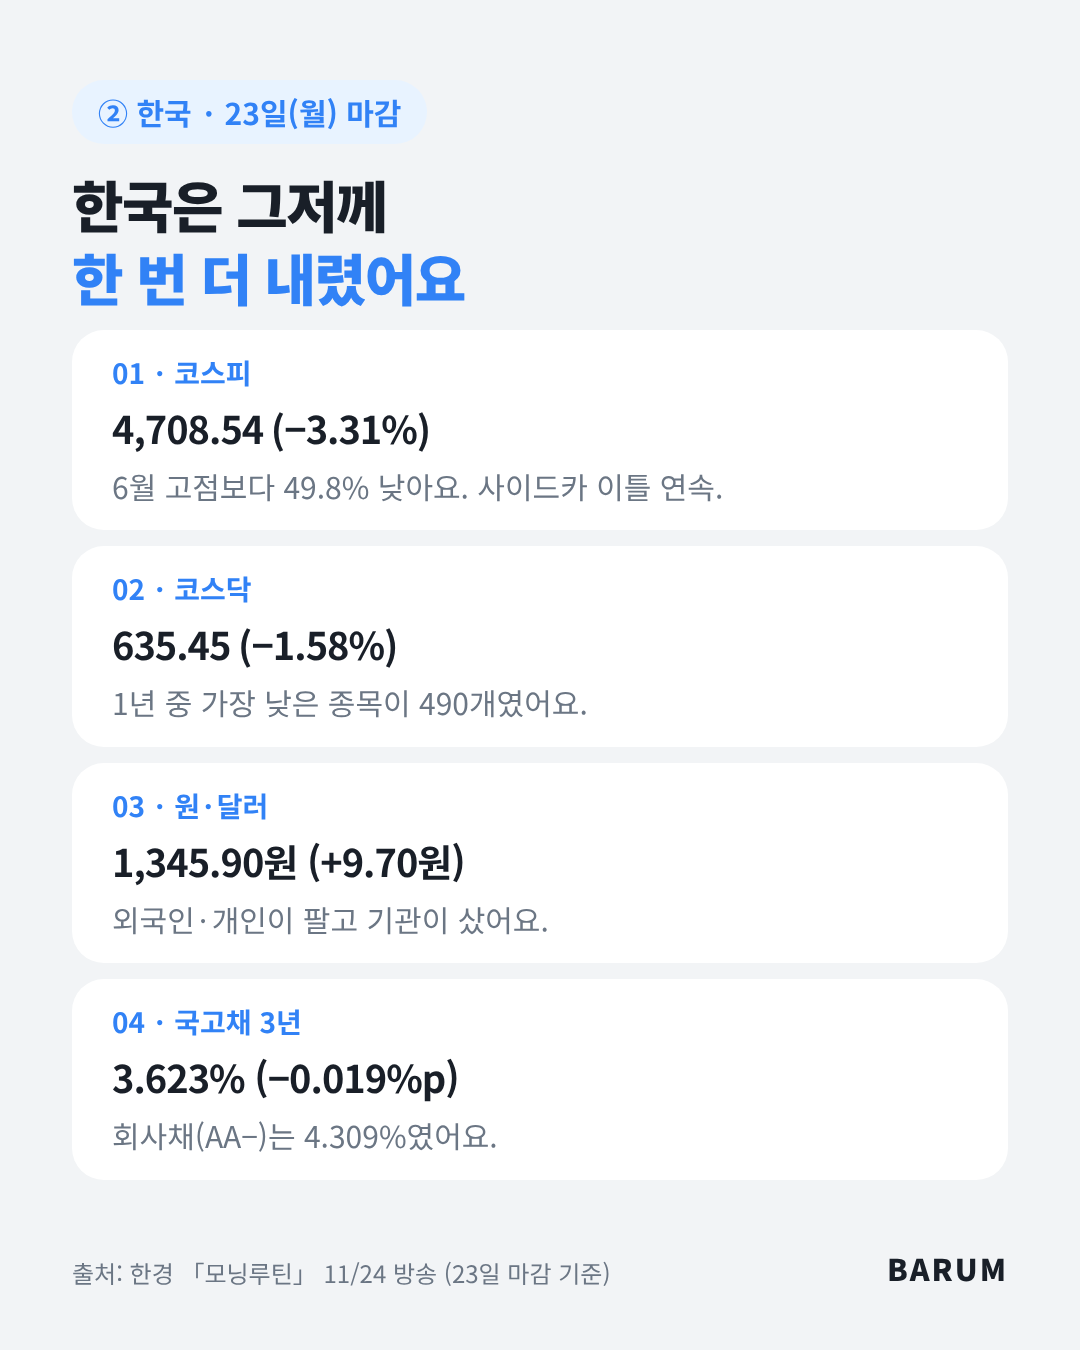 ② 한국 · 23일(월) 마감
한국은 그저께
한 번 더 내렸어요
01 · 코스피
4,708.54 (−3.31%)
6월 고점보다 49.8% 낮아요. 사이드카 이틀 연속.
02 · 코스닥
635.45 (−1.58%)
1년 중 가장 낮은 종목이 490개였어요.
03 · 원·달러
1,345.90원 (+9.70원)
외국인·개인이 팔고 기관이 샀어요.
04 · 국고채 3년
3.623% (−0.019%p)
회사채(AA−)는 4.309%였어요.
출처: 한경 「모닝루틴」 11/24 방송 (23일 마감 기준)
BARUM